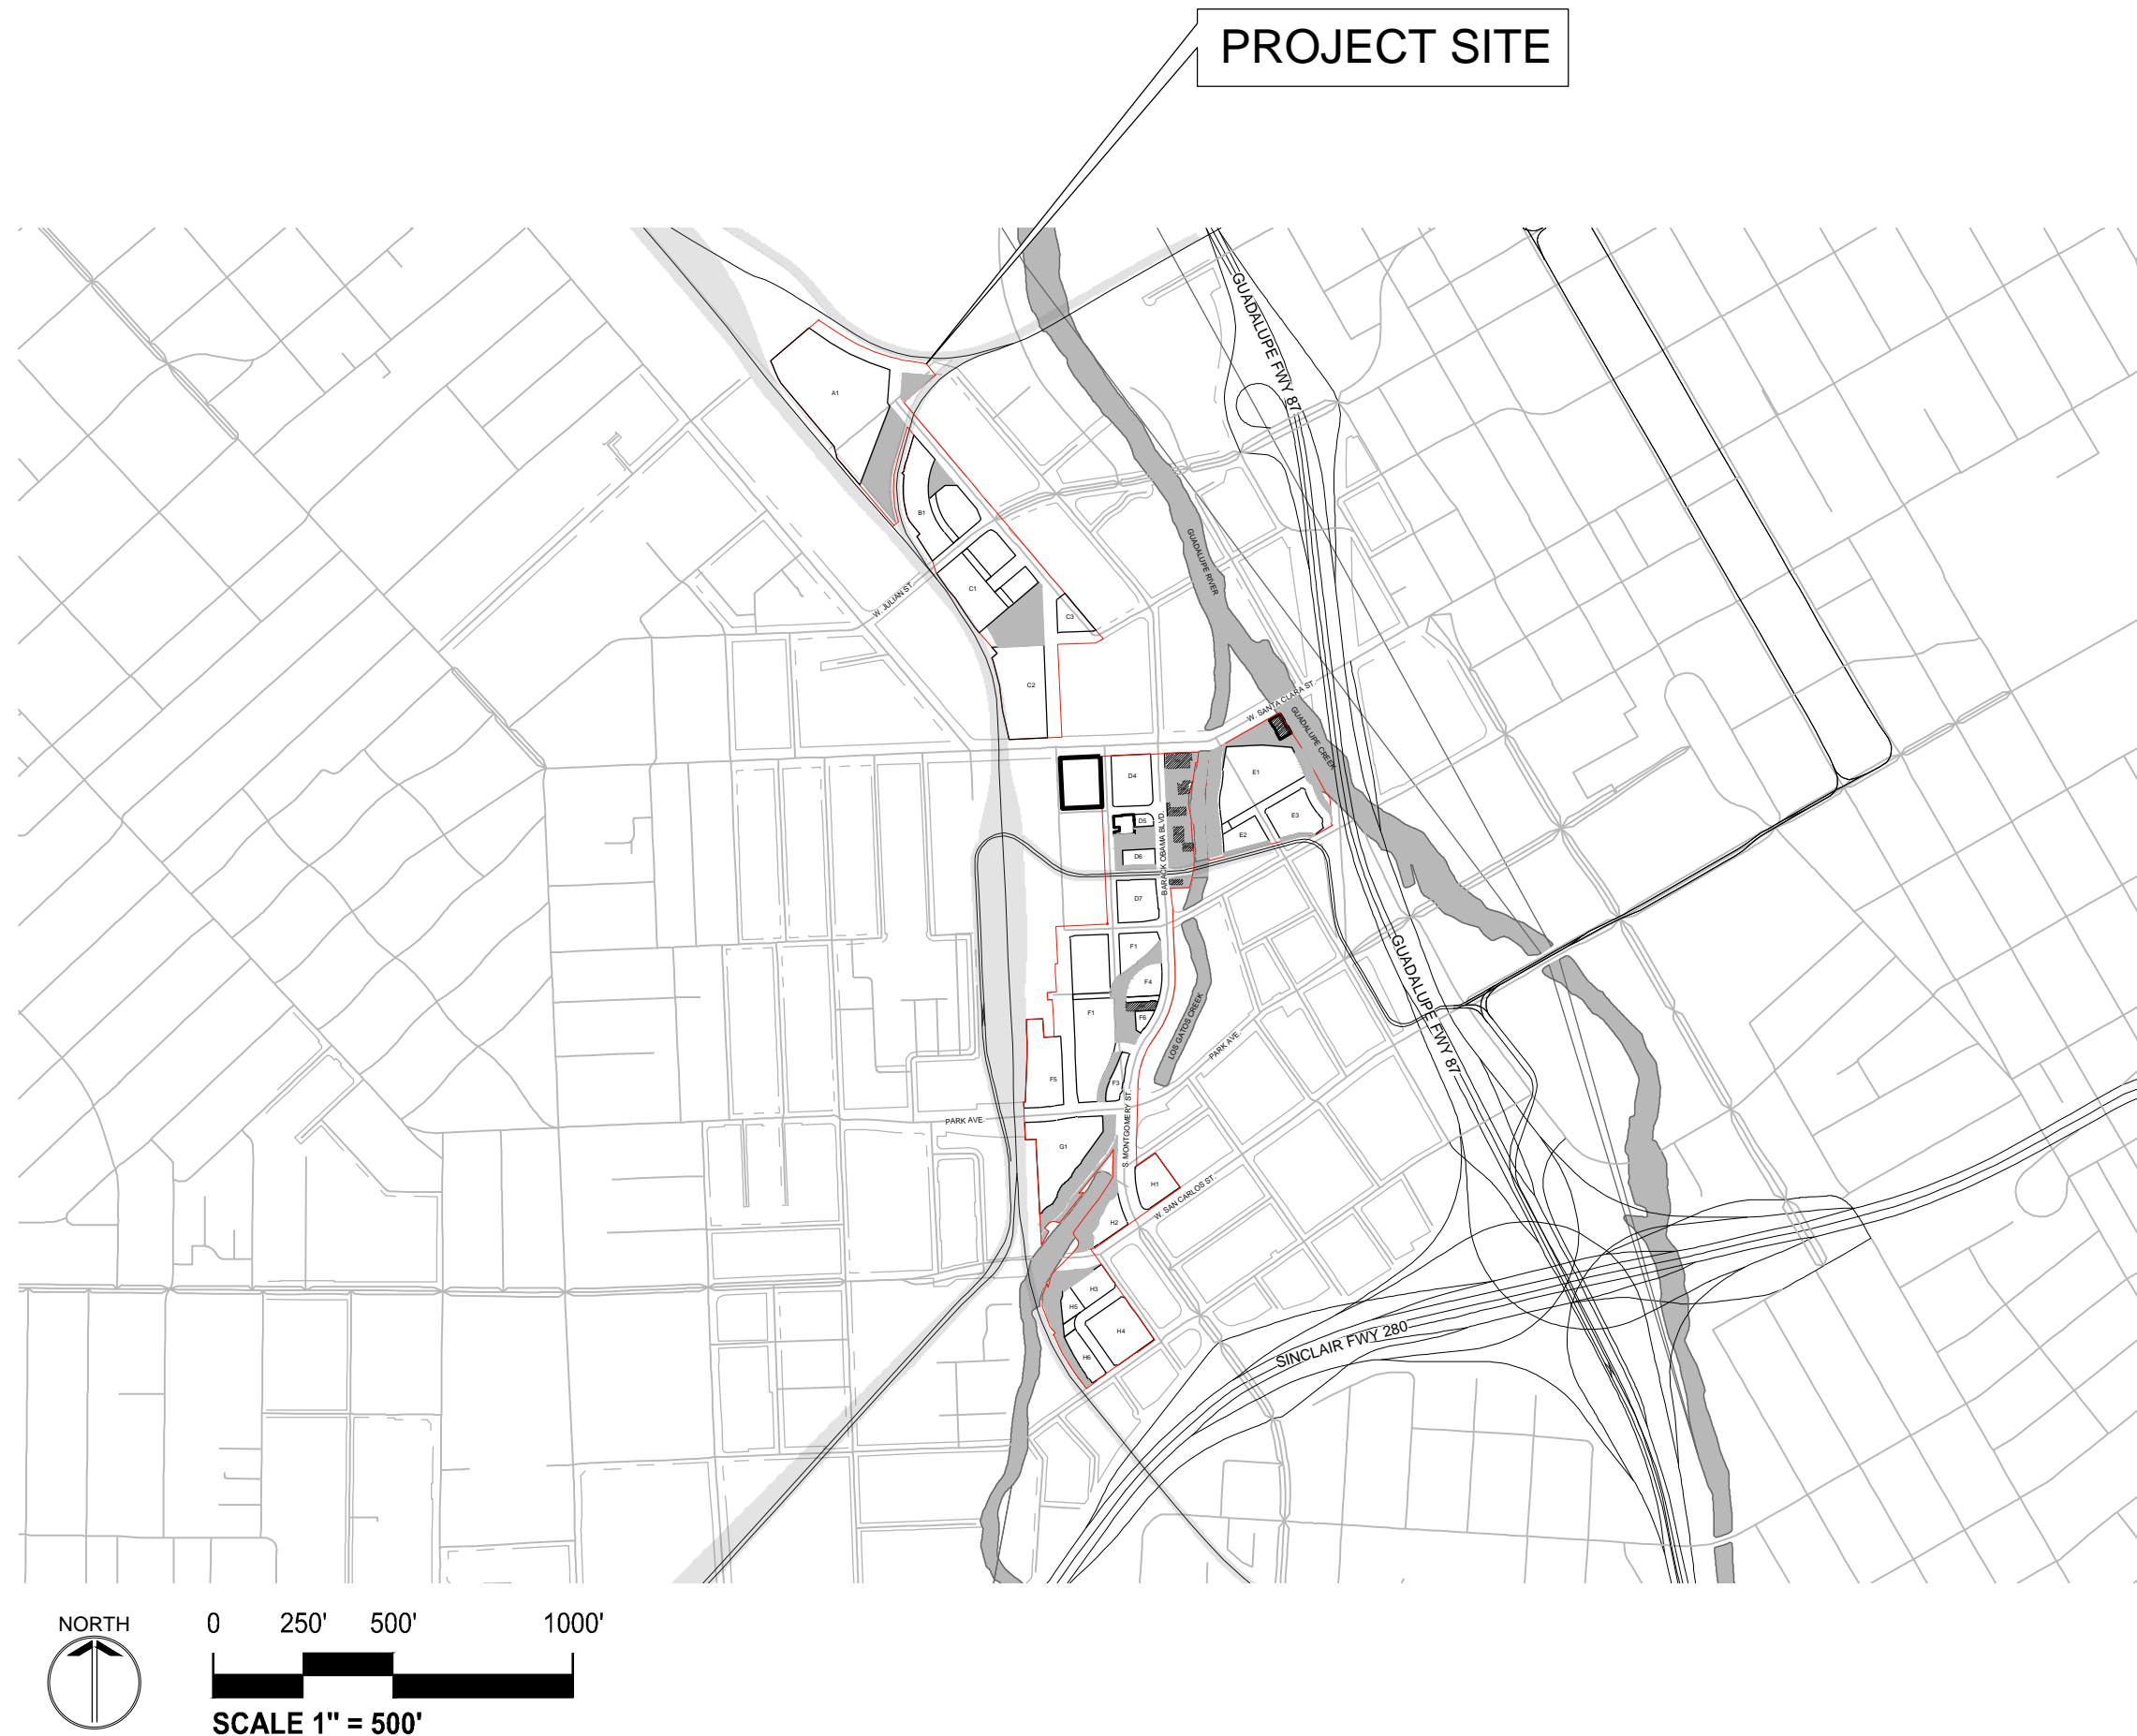 PROJECT SITE
GUADALUPE FWY 87
A1
B1
GUADALUPE RIVER
W. JULIAN ST.
C1
C3
C2
W. SANTA CLARA ST.
GUADALUPE CREEK
D4
E1
D5
E3
E2
BARACK OBAMA BLVD.
D6
D7
F1
F4
GUADALUPE FWY 87
F1
F6
LOS GATOS CREEK
PARK AVE.
F5
F3
S. MONTGOMERY ST.
PARK AVE.
G1
H1
W. SAN CARLOS ST.
H2
H3
H5
H4
H6
SINCLAIR FWY 280
NORTH
0 250' 500' 1000'
SCALE 1" = 500'